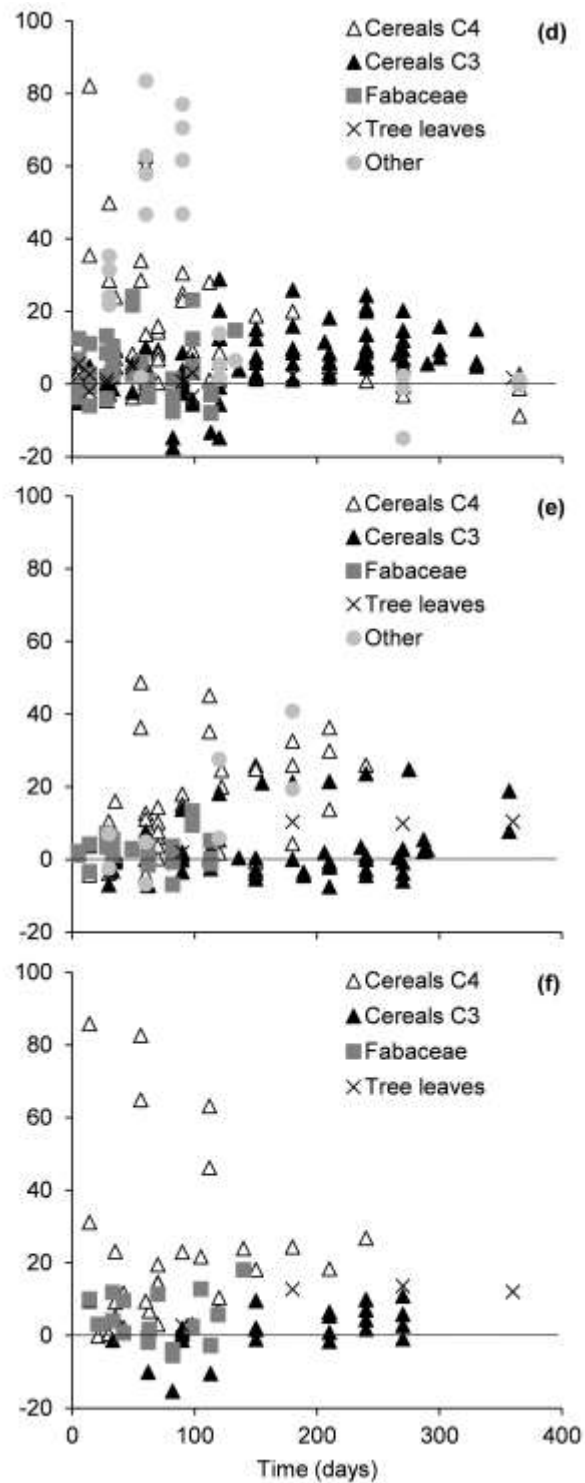 100
80
60
40
20
0
-20
Cereals C4
Cereals C3
Fabaceae
Tree leaves
Other
(d)
100
80
60
40
20
0
-20
Cereals C4
Cereals C3
Fabaceae
Tree leaves
Other
(e)
100
80
60
40
20
0
-20
Cereals C4
Cereals C3
Fabaceae
Tree leaves
(f)
0 100 200 300 400
Time (days)